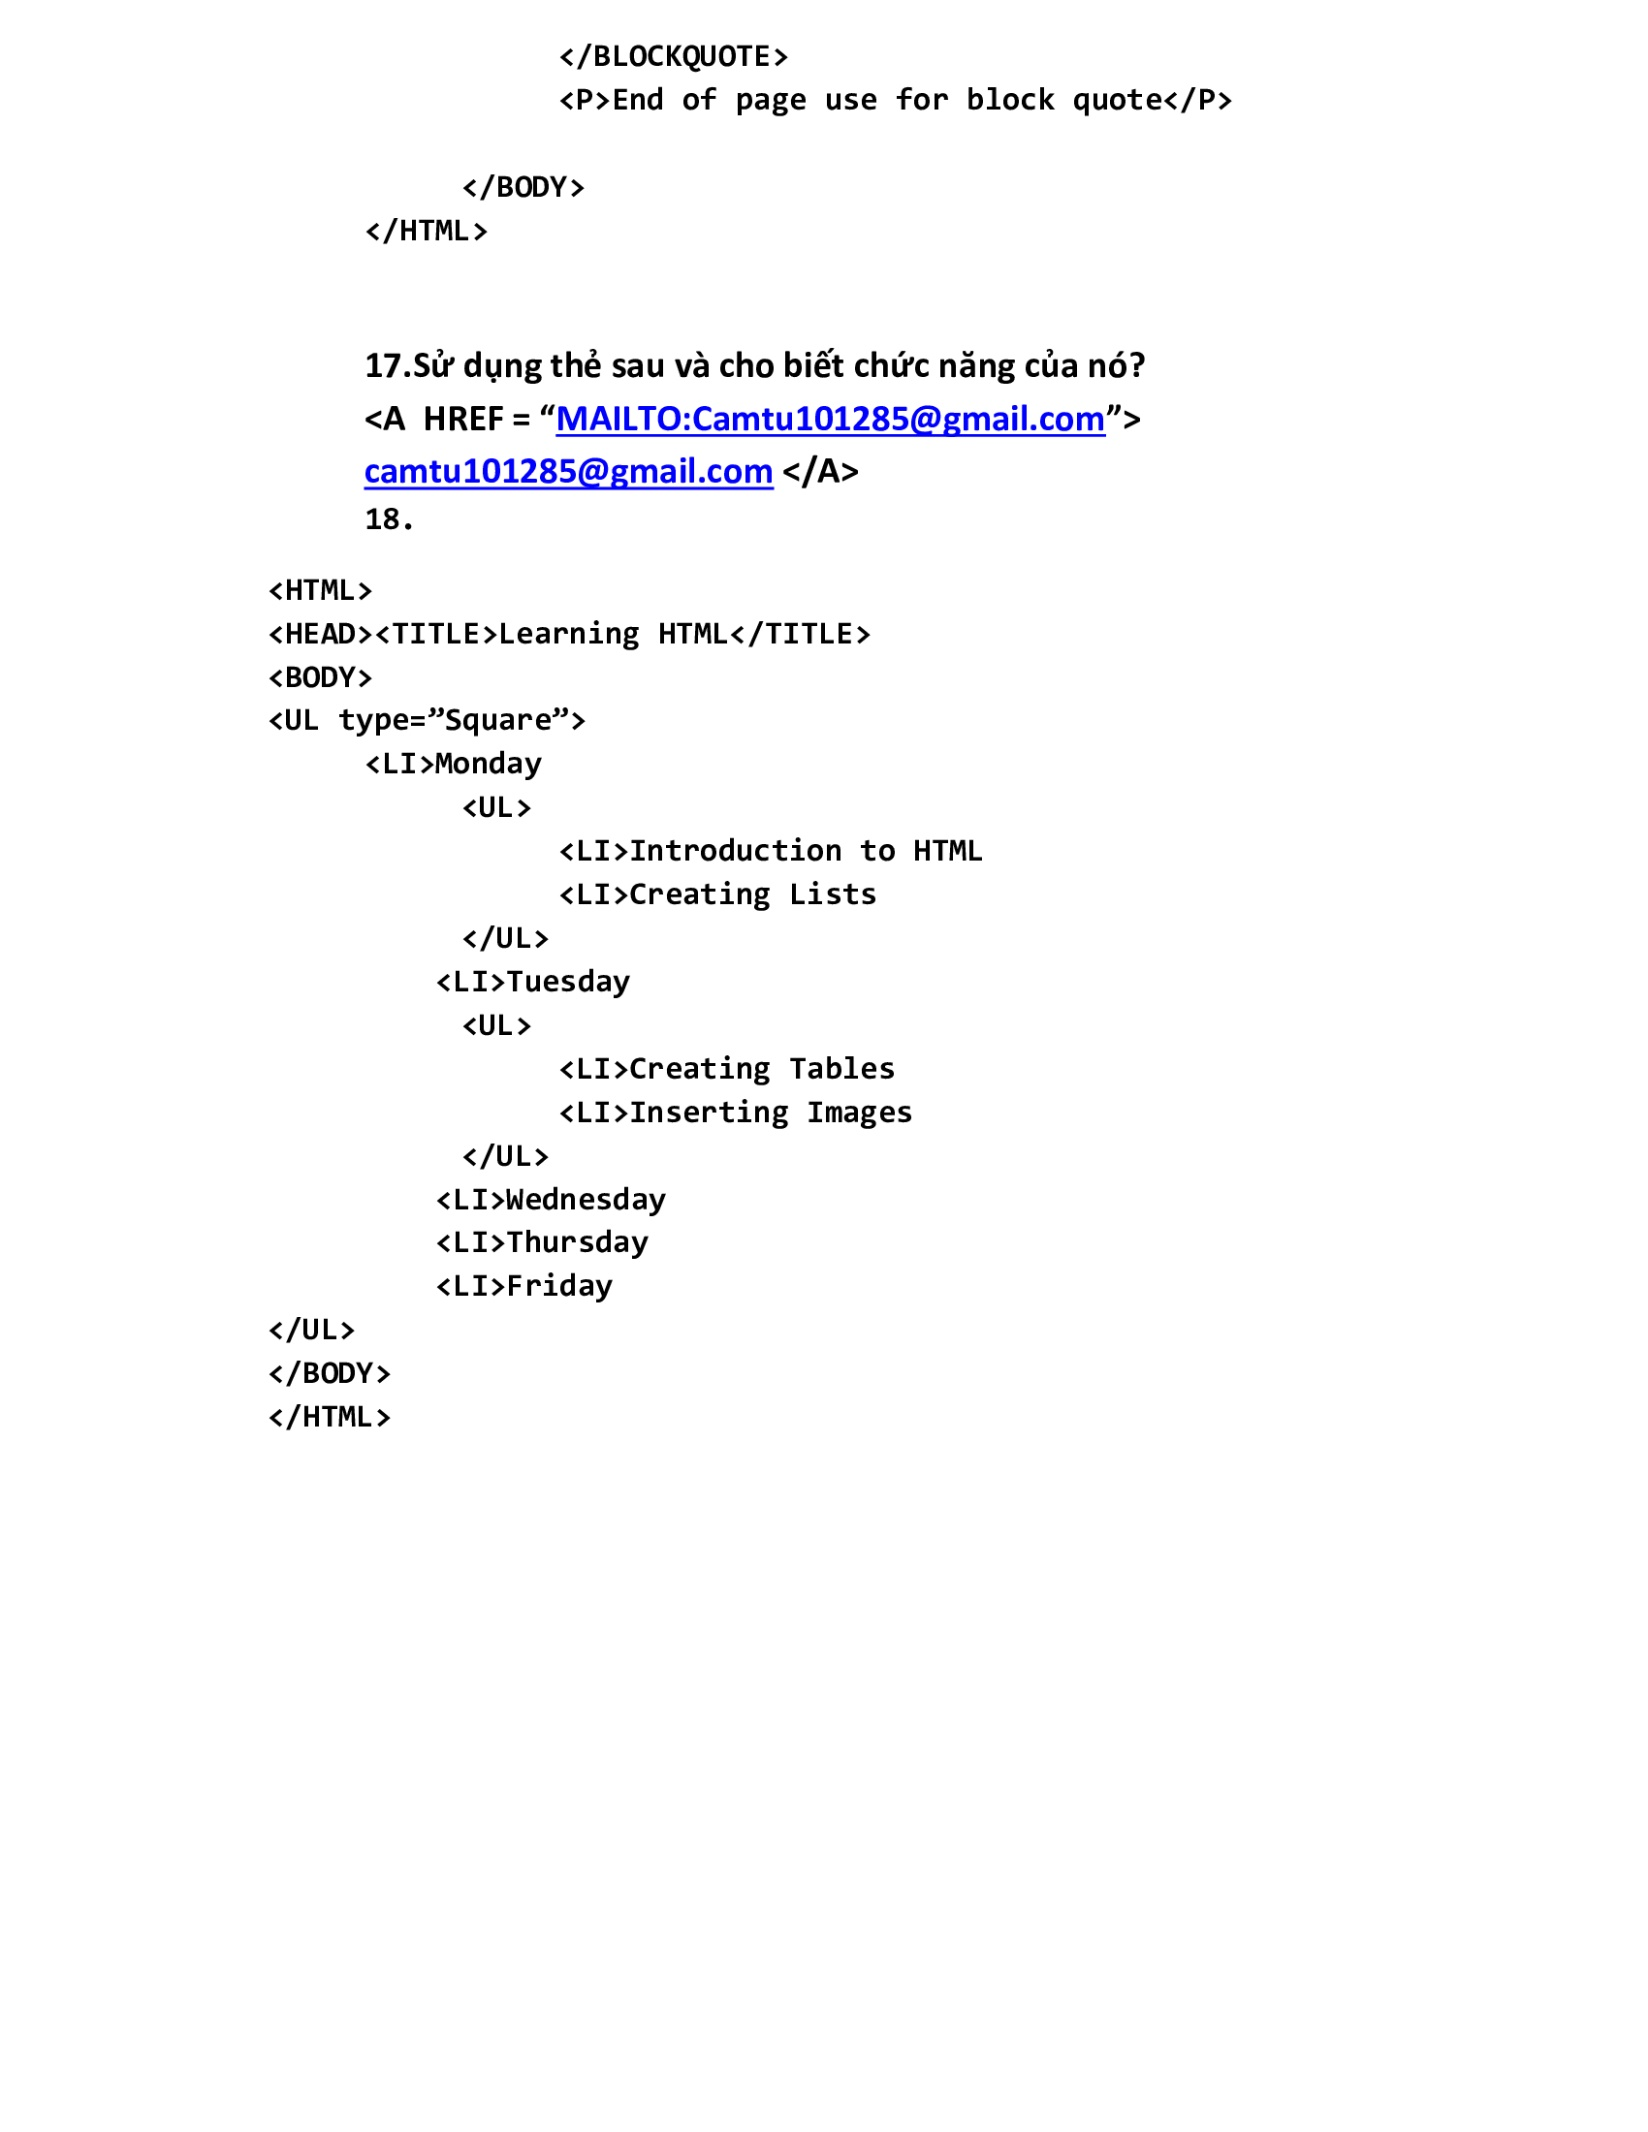 </BLOCKQUOTE>
<P>End of page use for block quote</P>
</BODY>
</HTML>
17.Sử dụng thẻ sau và cho biết chức năng của nó?
<A  HREF = “MAILTO:Camtu101285@gmail.com”>
camtu101285@gmail.com </A>
18.
<HTML>
<HEAD><TITLE>Learning HTML</TITLE>
<BODY>
<UL type=”Square”>
<LI>Monday
<UL>
<LI>Introduction to HTML
<LI>Creating Lists
</UL>
<LI>Tuesday
<UL>
<LI>Creating Tables
<LI>Inserting Images
</UL>
<LI>Wednesday
<LI>Thursday
<LI>Friday
</UL>
</BODY>
</HTML>